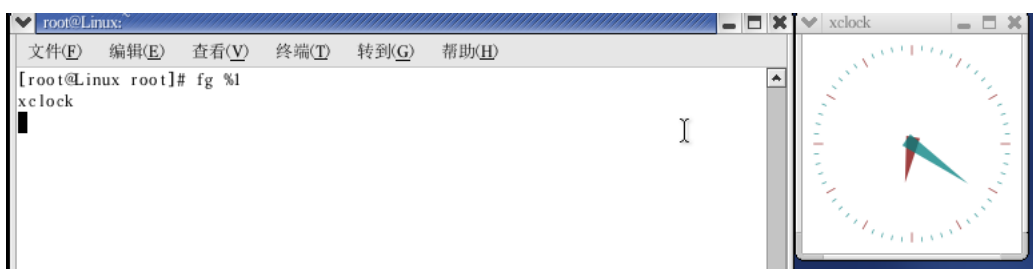 root@Linux:~
xclock
文件(F) 编辑(E) 查看(V) 终端(T) 转到(G) 帮助(H)
[root@Linux root]# fg %1
xclock